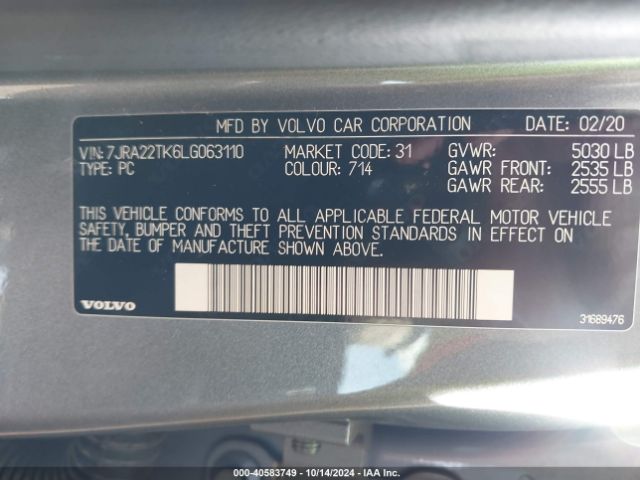 MFD BY VOLVO CAR CORPORATION DATE: 02/20
VIN: 7JRA22TK6LG063110 MARKET CODE: 31 GVWR: 5030 LB
TYPE: PC COLOUR: 714 GAWR FRONT: 2535 LB
GAWR REAR: 2555 LB
THIS VEHICLE CONFORMS TO ALL APPLICABLE FEDERAL MOTOR VEHICLE
SAFETY, BUMPER AND THEFT PREVENTION STANDARDS IN EFFECT ON
THE DATE OF MANUFACTURE SHOWN ABOVE.
VOLVO 31689476
000-40583749 - 10/14/2024 - IAA Inc.